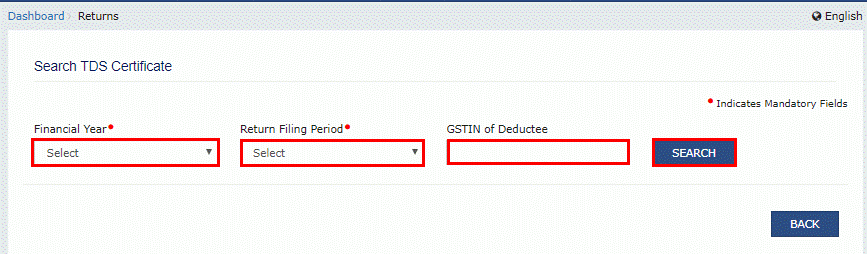 Dashboard › Returns
English
Search TDS Certificate
• Indicates Mandatory Fields
Financial Year•
Return Filing Period•
GSTIN of Deductee
Select
Select
SEARCH
BACK